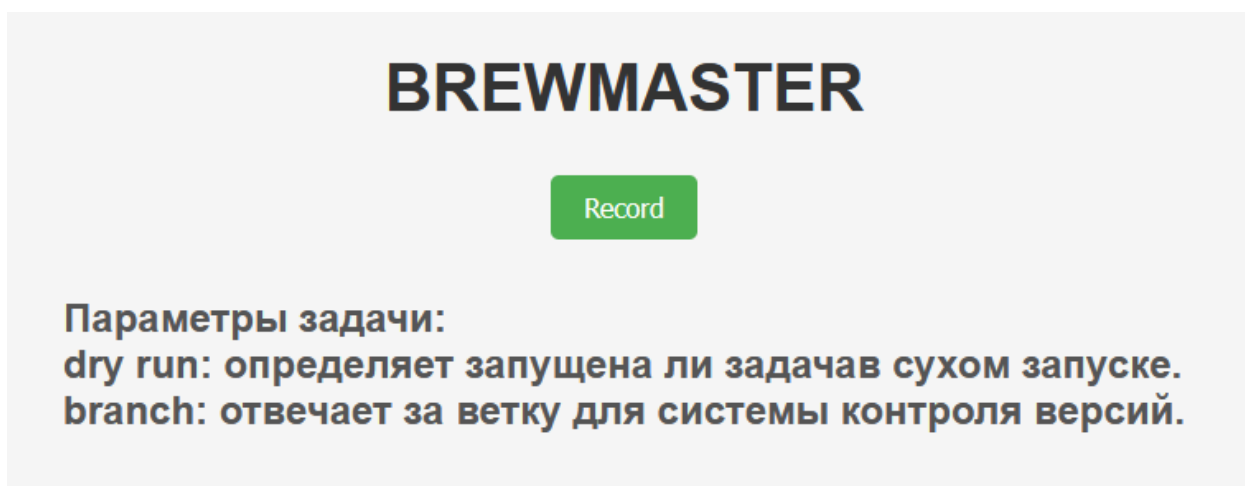 BREWMASTER
Record
Параметры задачи:
dry run: определяет запущена ли задачав сухом запуске.
branch: отвечает за ветку для системы контроля версий.